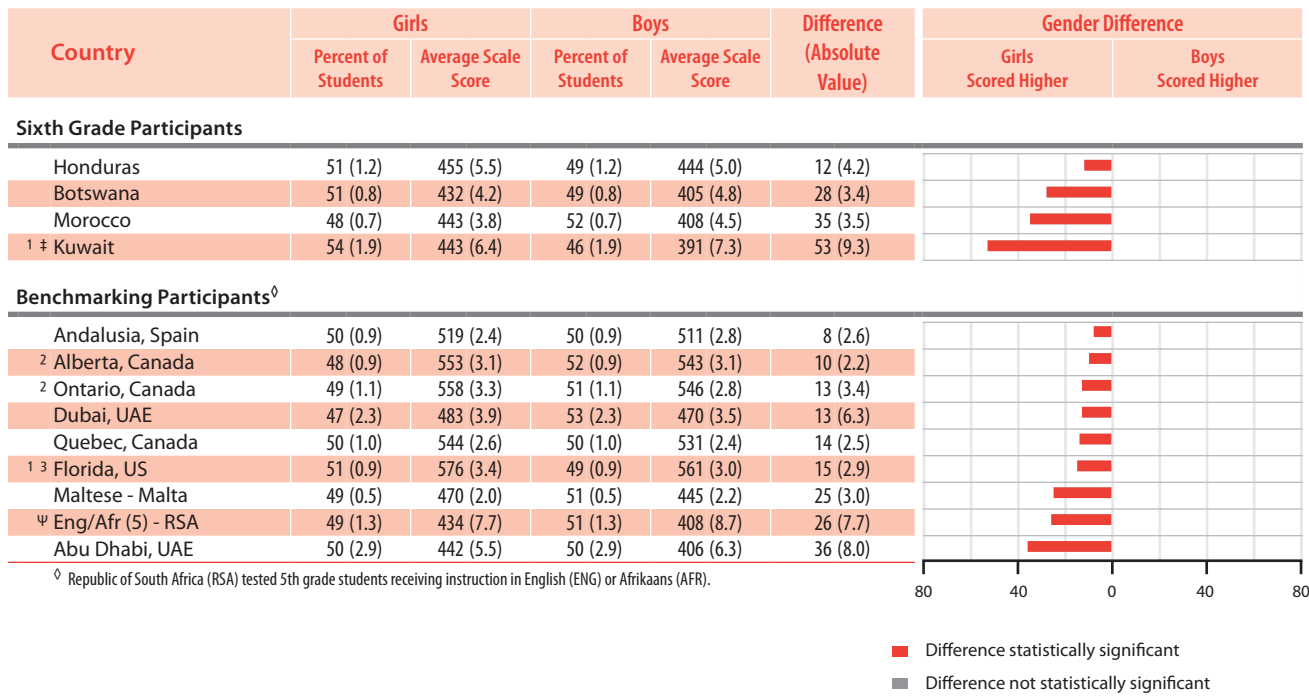 Country Girls Boys Difference (Absolute Value) Gender Difference
Percent of Students Average Scale Score Percent of Students Average Scale Score Girls Scored Higher Boys Scored Higher
Sixth Grade Participants
Honduras 51 (1.2) 455 (5.5) 49 (1.2) 444 (5.0) 12 (4.2)
Botswana 51 (0.8) 432 (4.2) 49 (0.8) 405 (4.8) 28 (3.4)
Morocco 48 (0.7) 443 (3.8) 52 (0.7) 408 (4.5) 35 (3.5)
1 ‡ Kuwait 54 (1.9) 443 (6.4) 46 (1.9) 391 (7.3) 53 (9.3)
Benchmarking Participants◊
Andalusia, Spain 50 (0.9) 519 (2.4) 50 (0.9) 511 (2.8) 8 (2.6)
2 Alberta, Canada 48 (0.9) 553 (3.1) 52 (0.9) 543 (3.1) 10 (2.2)
2 Ontario, Canada 49 (1.1) 558 (3.3) 51 (1.1) 546 (2.8) 13 (3.4)
Dubai, UAE 47 (2.3) 483 (3.9) 53 (2.3) 470 (3.5) 13 (6.3)
Quebec, Canada 50 (1.0) 544 (2.6) 50 (1.0) 531 (2.4) 14 (2.5)
1 3 Florida, US 51 (0.9) 576 (3.4) 49 (0.9) 561 (3.0) 15 (2.9)
Maltese - Malta 49 (0.5) 470 (2.0) 51 (0.5) 445 (2.2) 25 (3.0)
Ψ Eng/Afr (5) - RSA 49 (1.3) 434 (7.7) 51 (1.3) 408 (8.7) 26 (7.7)
Abu Dhabi, UAE 50 (2.9) 442 (5.5) 50 (2.9) 406 (6.3) 36 (8.0)
◊ Republic of South Africa (RSA) tested 5th grade students receiving instruction in English (ENG) or Afrikaans (AFR).
80 40 0 40 80
Difference statistically significant
Difference not statistically significant